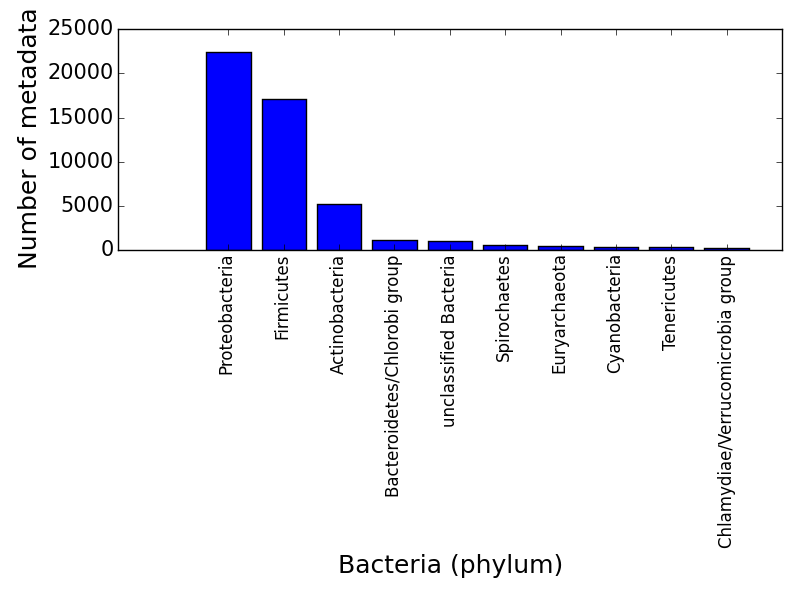 Number of metadata
25000
20000
15000
10000
5000
0
Proteobacteria
Firmicutes
Actinobacteria
Bacteroidetes/Chlorobi group
unclassified Bacteria
Spirochaetes
Euryarchaeota
Cyanobacteria
Tenericutes
Chlamydiae/Verrucomicrobia group
Bacteria (phylum)